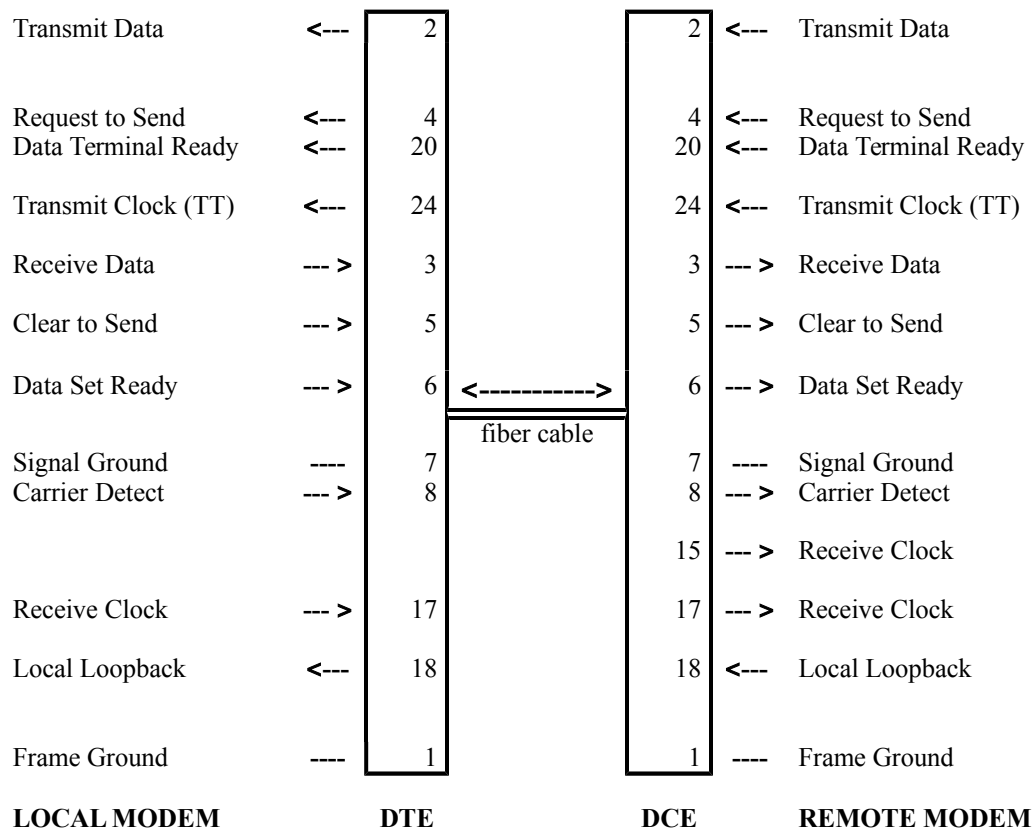 Transmit Data <--- 2 2 <--- Transmit Data
Request to Send <--- 4 4 <--- Request to Send
Data Terminal Ready <--- 20 20 <--- Data Terminal Ready
Transmit Clock (TT) <--- 24 24 <--- Transmit Clock (TT)
Receive Data --- > 3 3 --- > Receive Data
Clear to Send --- > 5 5 --- > Clear to Send
Data Set Ready --- > 6 <-----------> 6 --- > Data Set Ready
fiber cable
Signal Ground ---- 7 7 ---- Signal Ground
Carrier Detect --- > 8 8 --- > Carrier Detect
15 --- > Receive Clock
Receive Clock --- > 17 17 --- > Receive Clock
Local Loopback <--- 18 18 <--- Local Loopback
Frame Ground ---- 1 1 ---- Frame Ground
LOCAL MODEM DTE DCE REMOTE MODEM